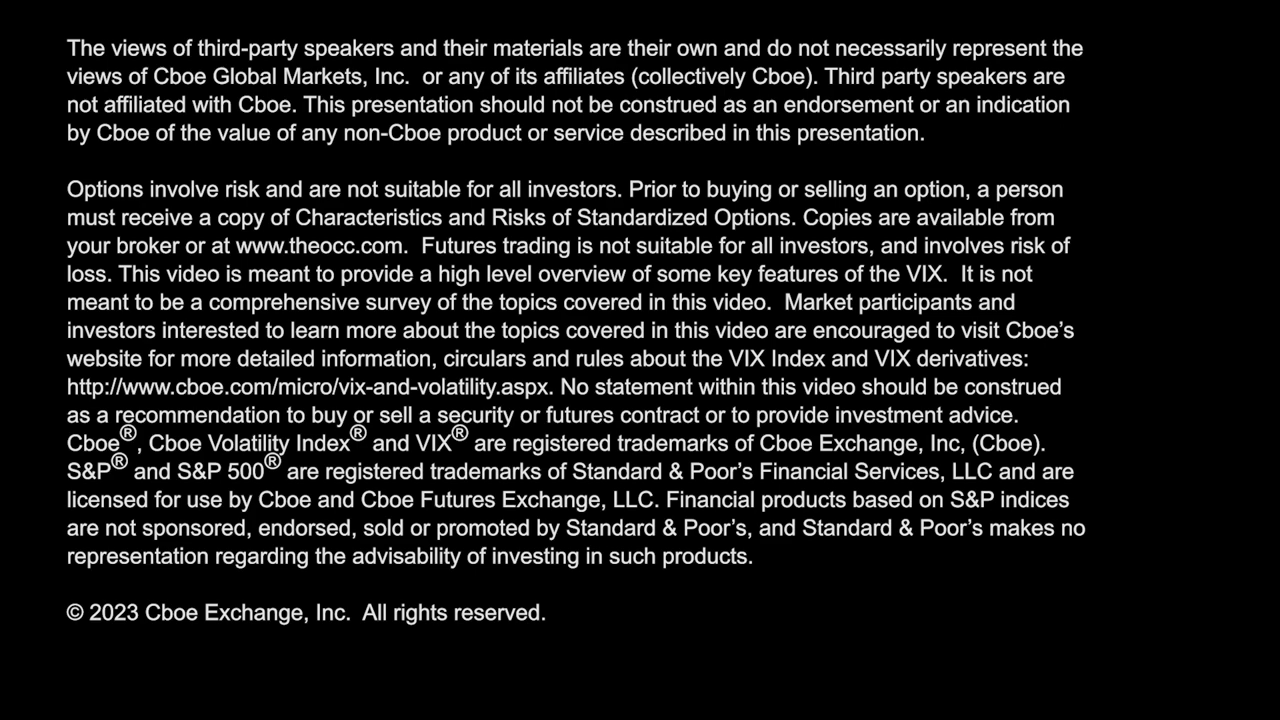 The views of third-party speakers and their materials are their own and do not necessarily represent the
views of Cboe Global Markets, Inc.  or any of its affiliates (collectively Cboe). Third party speakers are
not affiliated with Cboe. This presentation should not be construed as an endorsement or an indication
by Cboe of the value of any non-Cboe product or service described in this presentation.
Options involve risk and are not suitable for all investors. Prior to buying or selling an option, a person
must receive a copy of Characteristics and Risks of Standardized Options. Copies are available from
your broker or at www.theocc.com.  Futures trading is not suitable for all investors, and involves risk of
loss. This video is meant to provide a high level overview of some key features of the VIX.  It is not
meant to be a comprehensive survey of the topics covered in this video.  Market participants and
investors interested to learn more about the topics covered in this video are encouraged to visit Cboe’s
website for more detailed information, circulars and rules about the VIX Index and VIX derivatives:
http://www.cboe.com/micro/vix-and-volatility.aspx. No statement within this video should be construed
as a recommendation to buy or sell a security or futures contract or to provide investment advice.
Cboe®, Cboe Volatility Index® and VIX® are registered trademarks of Cboe Exchange, Inc, (Cboe).
S&P® and S&P 500® are registered trademarks of Standard & Poor’s Financial Services, LLC and are
licensed for use by Cboe and Cboe Futures Exchange, LLC. Financial products based on S&P indices
are not sponsored, endorsed, sold or promoted by Standard & Poor’s, and Standard & Poor’s makes no
representation regarding the advisability of investing in such products.
© 2023 Cboe Exchange, Inc.  All rights reserved.